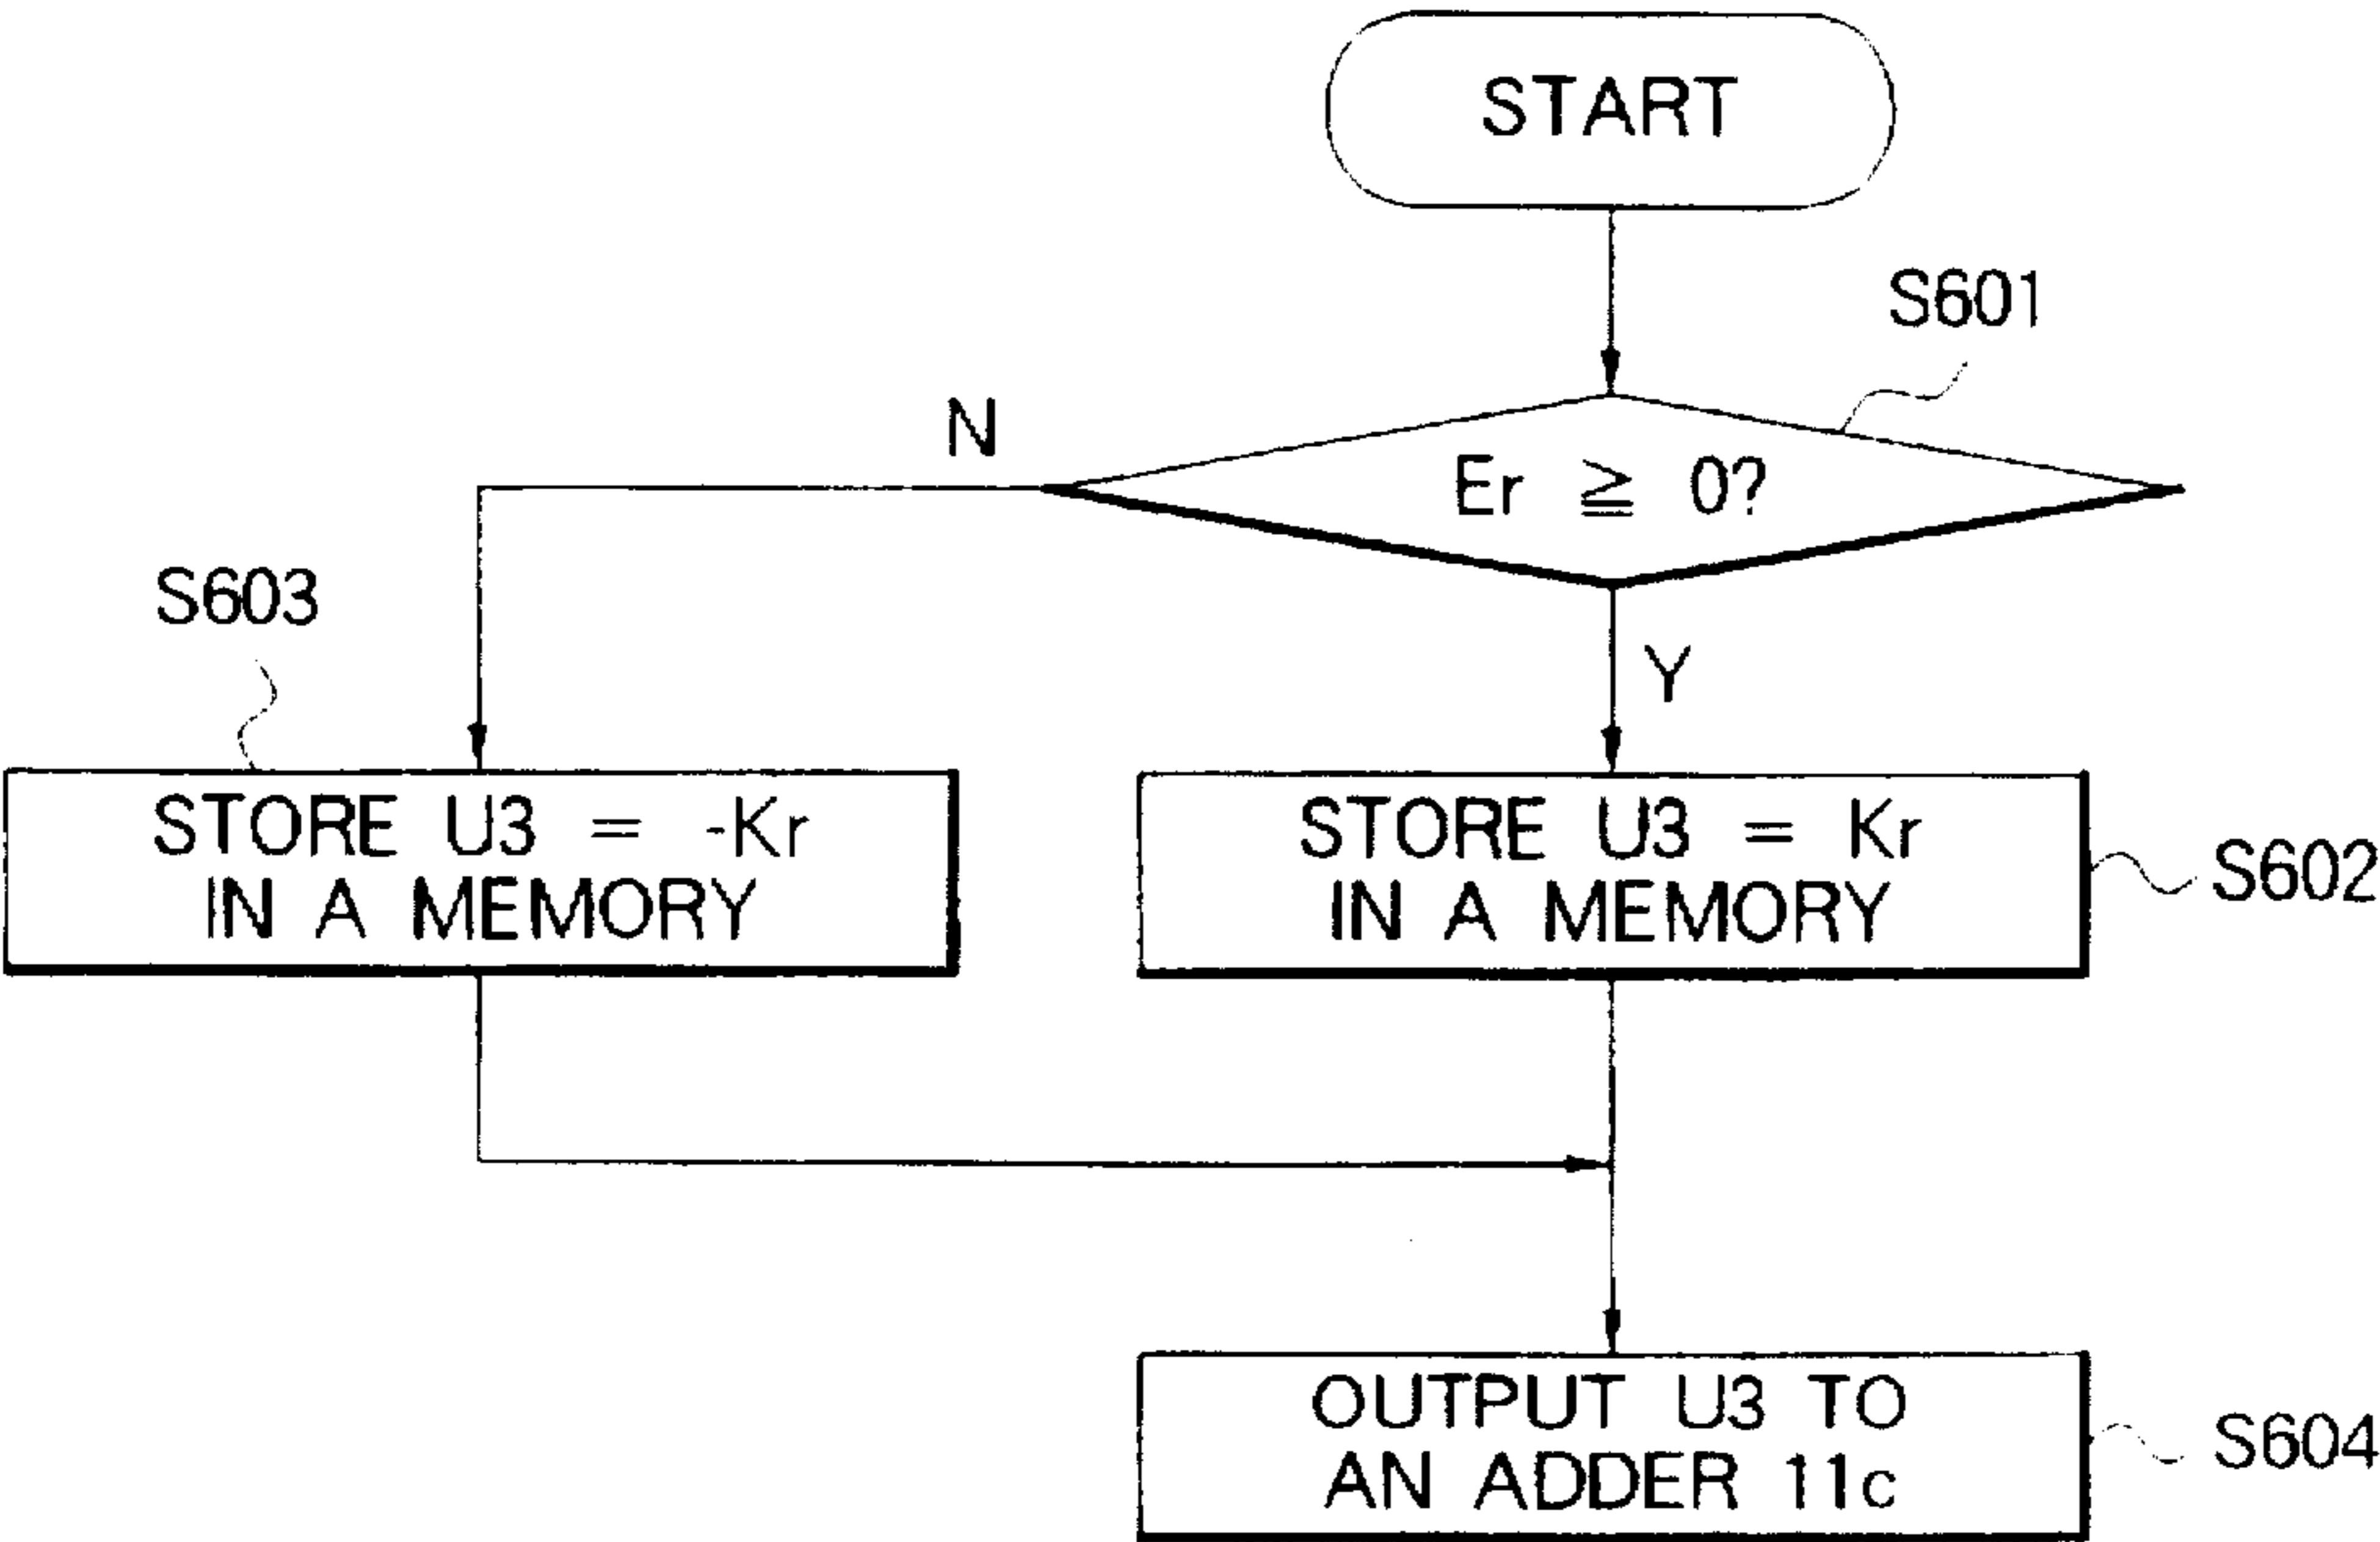 START
S601
N
Er ≧ 0?
S603
Y
STORE U3 = -Kr
IN A MEMORY
STORE U3 = Kr
IN A MEMORY
S602
OUTPUT U3 TO
AN ADDER 11c
S604